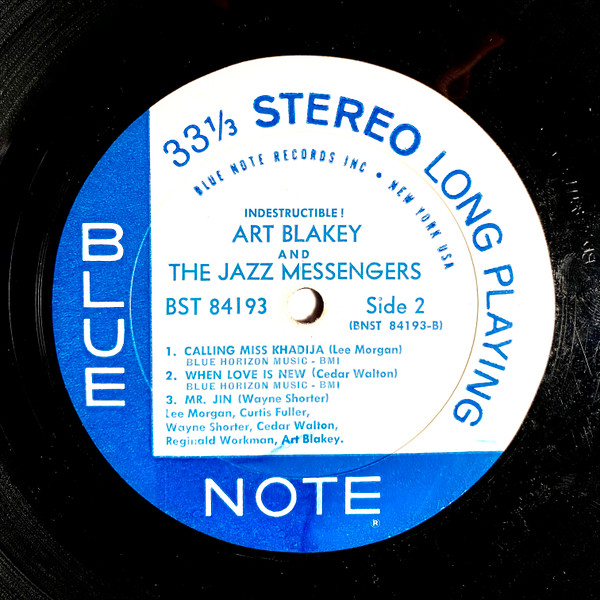 33⅓ STEREO LONG PLAYING
BLUE NOTE RECORDS INC • NEW YORK USA
INDESTRUCTIBLE!
ART BLAKEY
AND
THE JAZZ MESSENGERS
BST 84193 Side 2
(BNST 84193-B)
1. CALLING MISS KHADIJA (Lee Morgan)
BLUE HORIZON MUSIC - BMI
2. WHEN LOVE IS NEW (Cedar Walton)
BLUE HORIZON MUSIC - BMI
3. MR. JIN (Wayne Shorter)
Lee Morgan, Curtis Fuller,
Wayne Shorter, Cedar Walton,
Reginald Workman, Art Blakey.
BLUE
NOTE
®